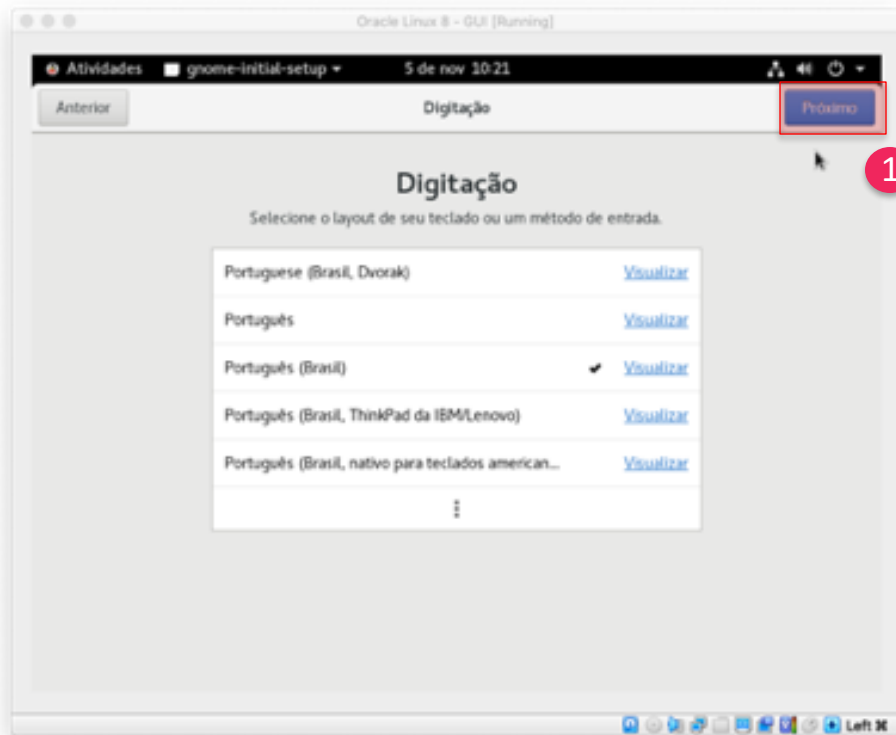 Oracle Linux 8 - GUI [Running]
Atividades gnome-initial-setup 5 de nov 10:21
Anterior Digitação Próximo
1
Digitação
Selecione o layout de seu teclado ou um método de entrada.
Portuguese (Brasil, Dvorak) Visualizar
Português Visualizar
Português (Brasil) Visualizar
Português (Brasil, ThinkPad da IBM/Lenovo) Visualizar
Português (Brasil, nativo para teclados american... Visualizar
Left ⌘